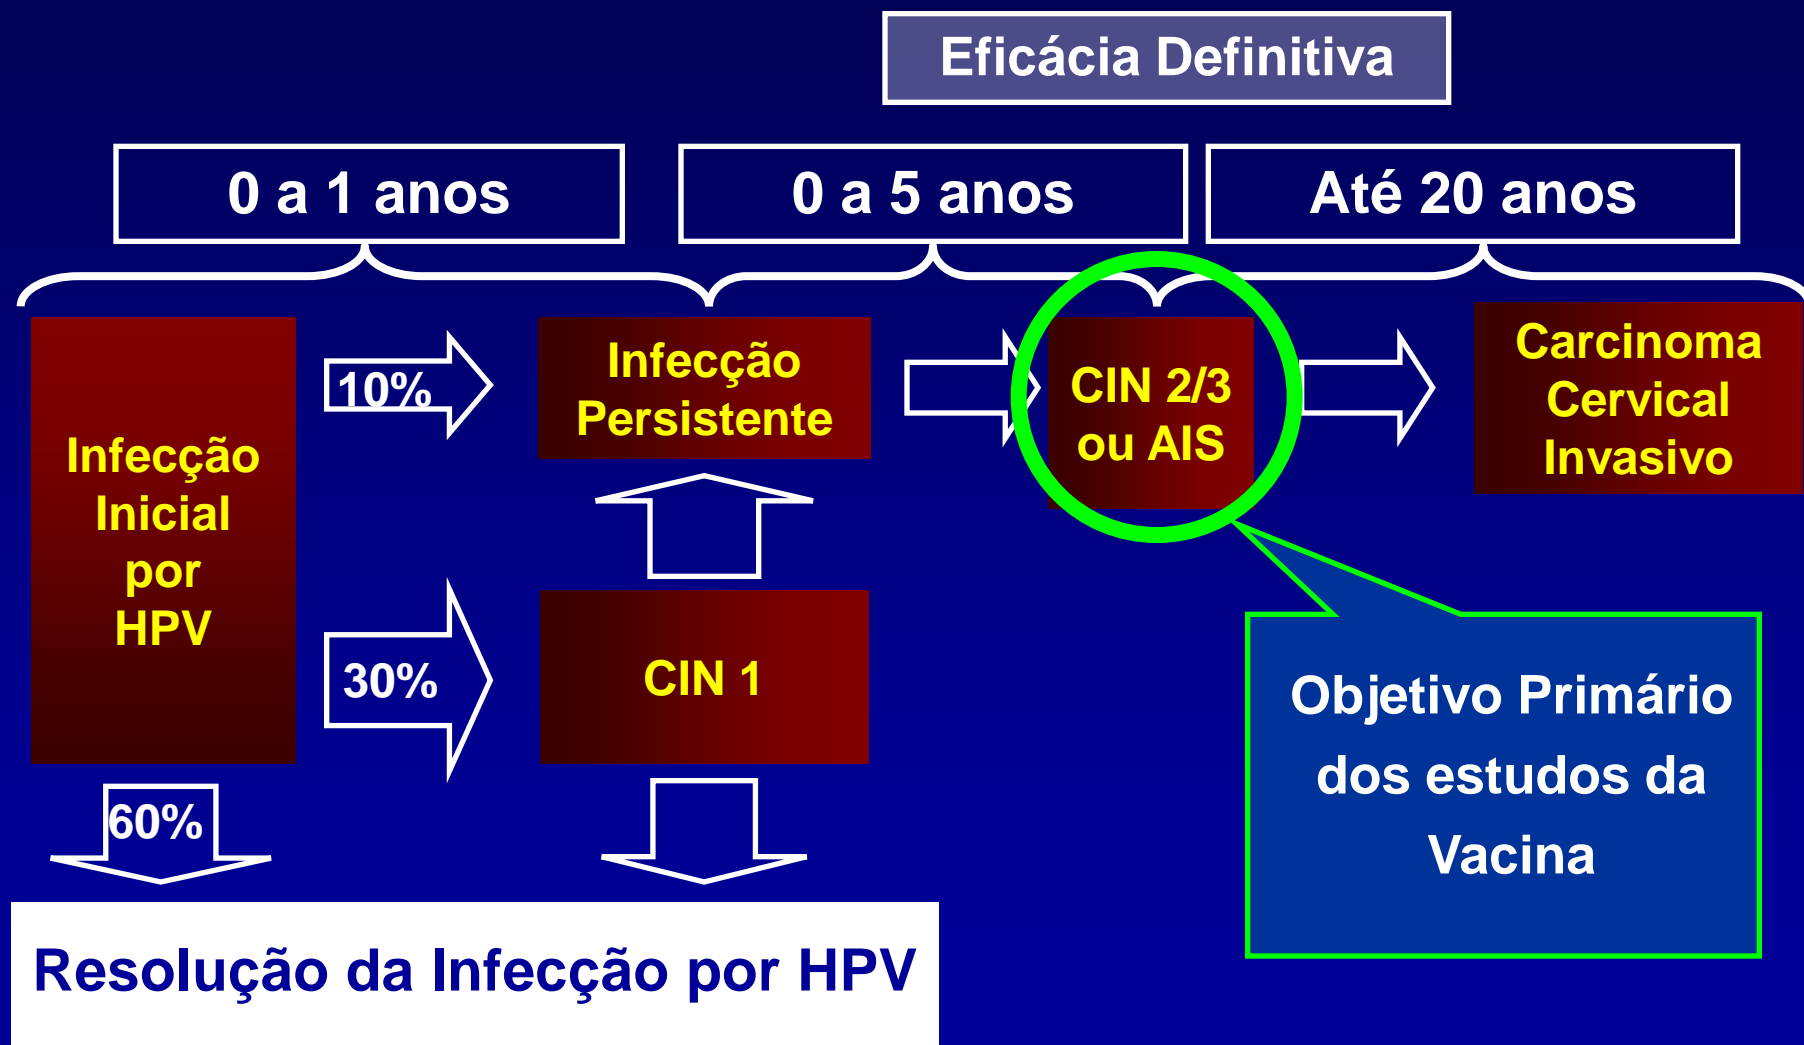 Eficácia Definitiva
0 a 1 anos
0 a 5 anos
Até 20 anos
Infecção
Inicial
por
HPV
10%
Infecção
Persistente
CIN 2/3
ou AIS
Carcinoma
Cervical
Invasivo
30%
CIN 1
60%
Objetivo Primário
dos estudos da
Vacina
Resolução da Infecção por HPV